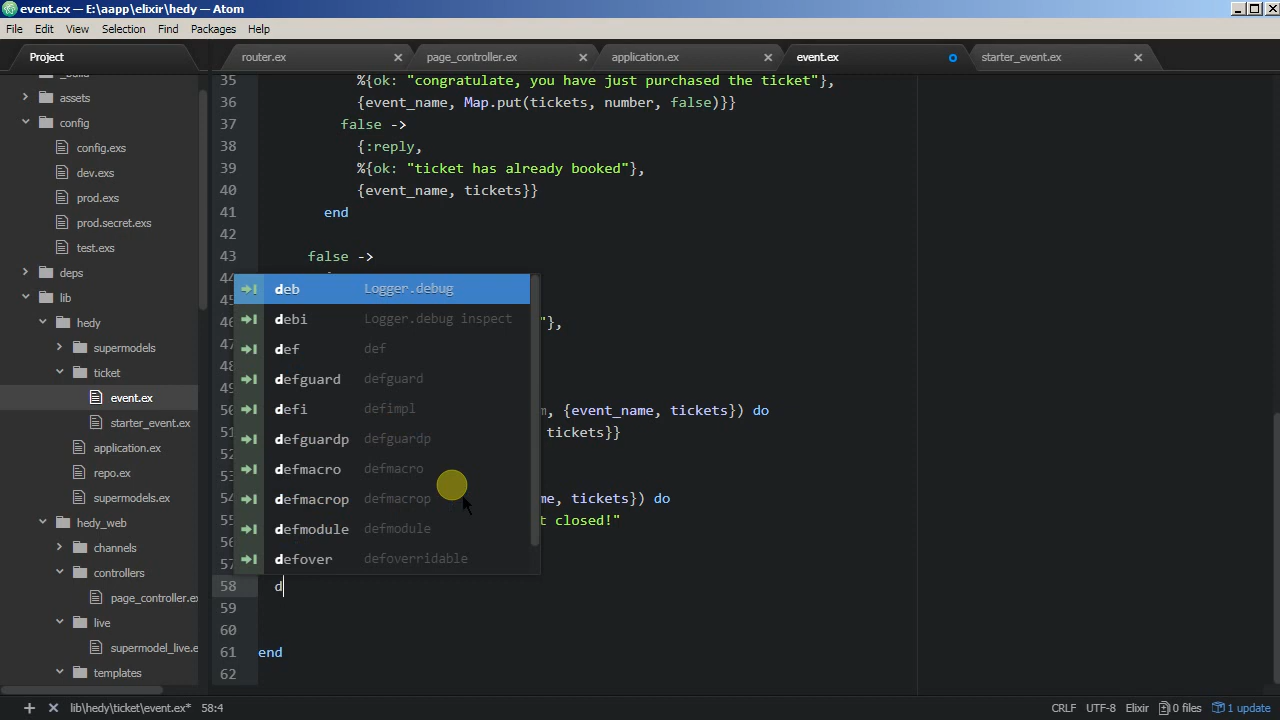 event.ex — E:\aapp\elixir\hedy — Atom
File Edit View Selection Find Packages Help
Project
router.ex
page_controller.ex
application.ex
event.ex
starter_event.ex
_build
assets
config
config.exs
dev.exs
prod.exs
prod.secret.exs
test.exs
deps
lib
hedy
supermodels
ticket
event.ex
starter_event.ex
application.ex
repo.ex
supermodels.ex
hedy_web
channels
controllers
page_controller.ex
live
supermodel_live.e
templates
35 %{ok: "congratulate, you have just purchased the ticket"},
36 {event_name, Map.put(tickets, number, false)}}
37 false ->
38 {:reply,
39 %{ok: "ticket has already booked"},
40 {event_name, tickets}}
41 end
42
43 false ->
44
45
46 "},
47
48
49
50 , {event_name, tickets}) do
51 tickets}}
52
53
54 me, tickets}) do
55 t closed!"
56
57
58 d
59
60
61 end
62
deb Logger.debug
debi Logger.debug inspect
def def
defguard defguard
defi defimpl
defguardp defguardp
defmacro defmacro
defmacrop defmacrop
defmodule defmodule
defover defoverridable
lib\hedy\ticket\event.ex* 58:4
CRLF UTF-8 Elixir 0 files 1 update